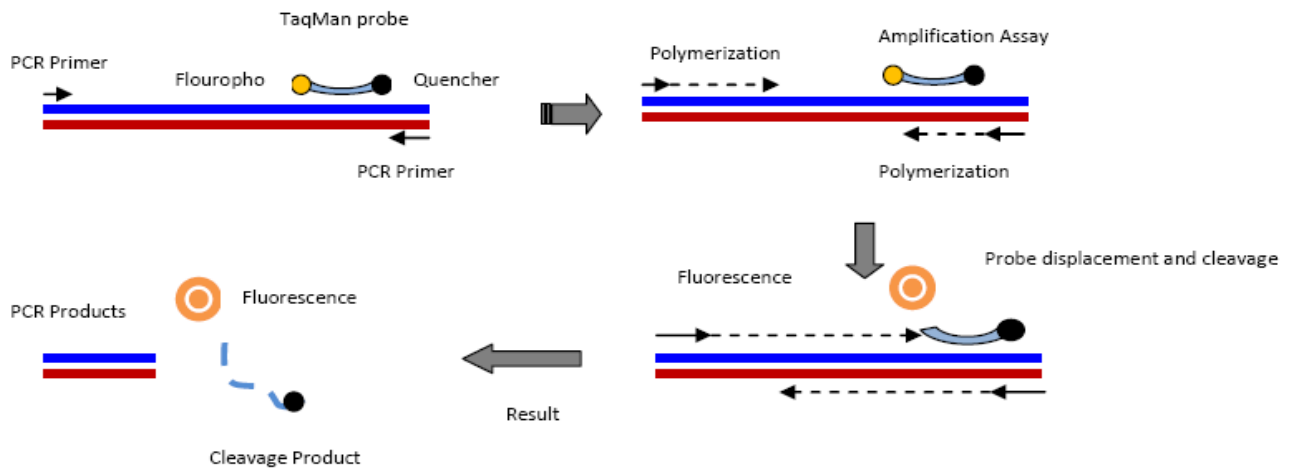 TaqMan probe
PCR Primer
Flouropho
Quencher
PCR Primer
Polymerization
Amplification Assay
Polymerization
Probe displacement and cleavage
Fluorescence
Fluorescence
PCR Products
Result
Cleavage Product